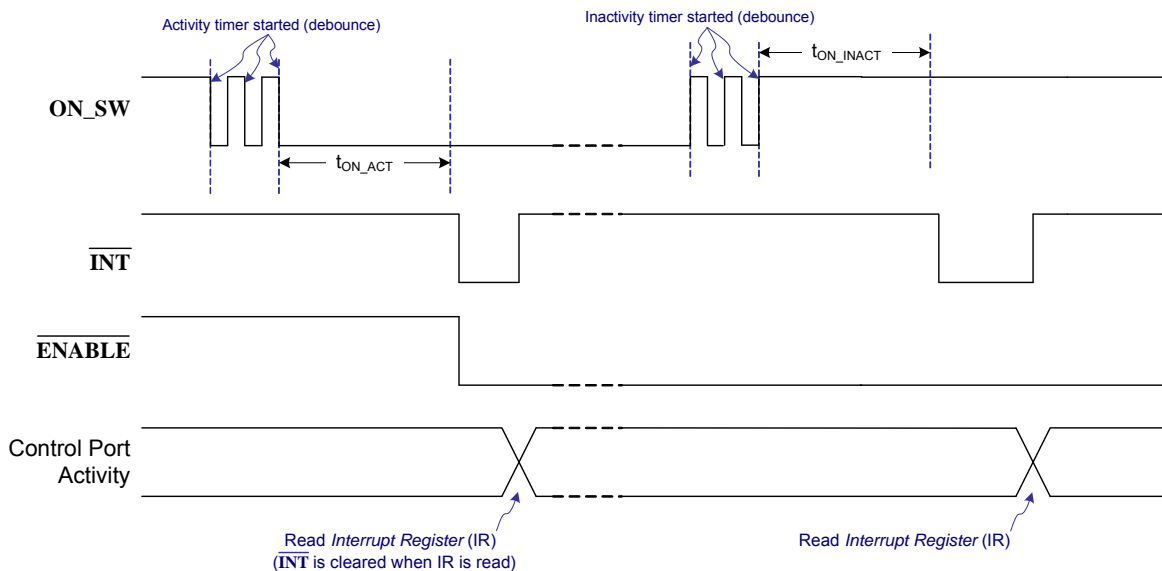 Activity timer started (debounce)
Inactivity timer started (debounce)
tON_INACT
ON_SW
tON_ACT
INT
ENABLE
Control Port
Activity
Read Interrupt Register (IR)
(INT is cleared when IR is read)
Read Interrupt Register (IR)